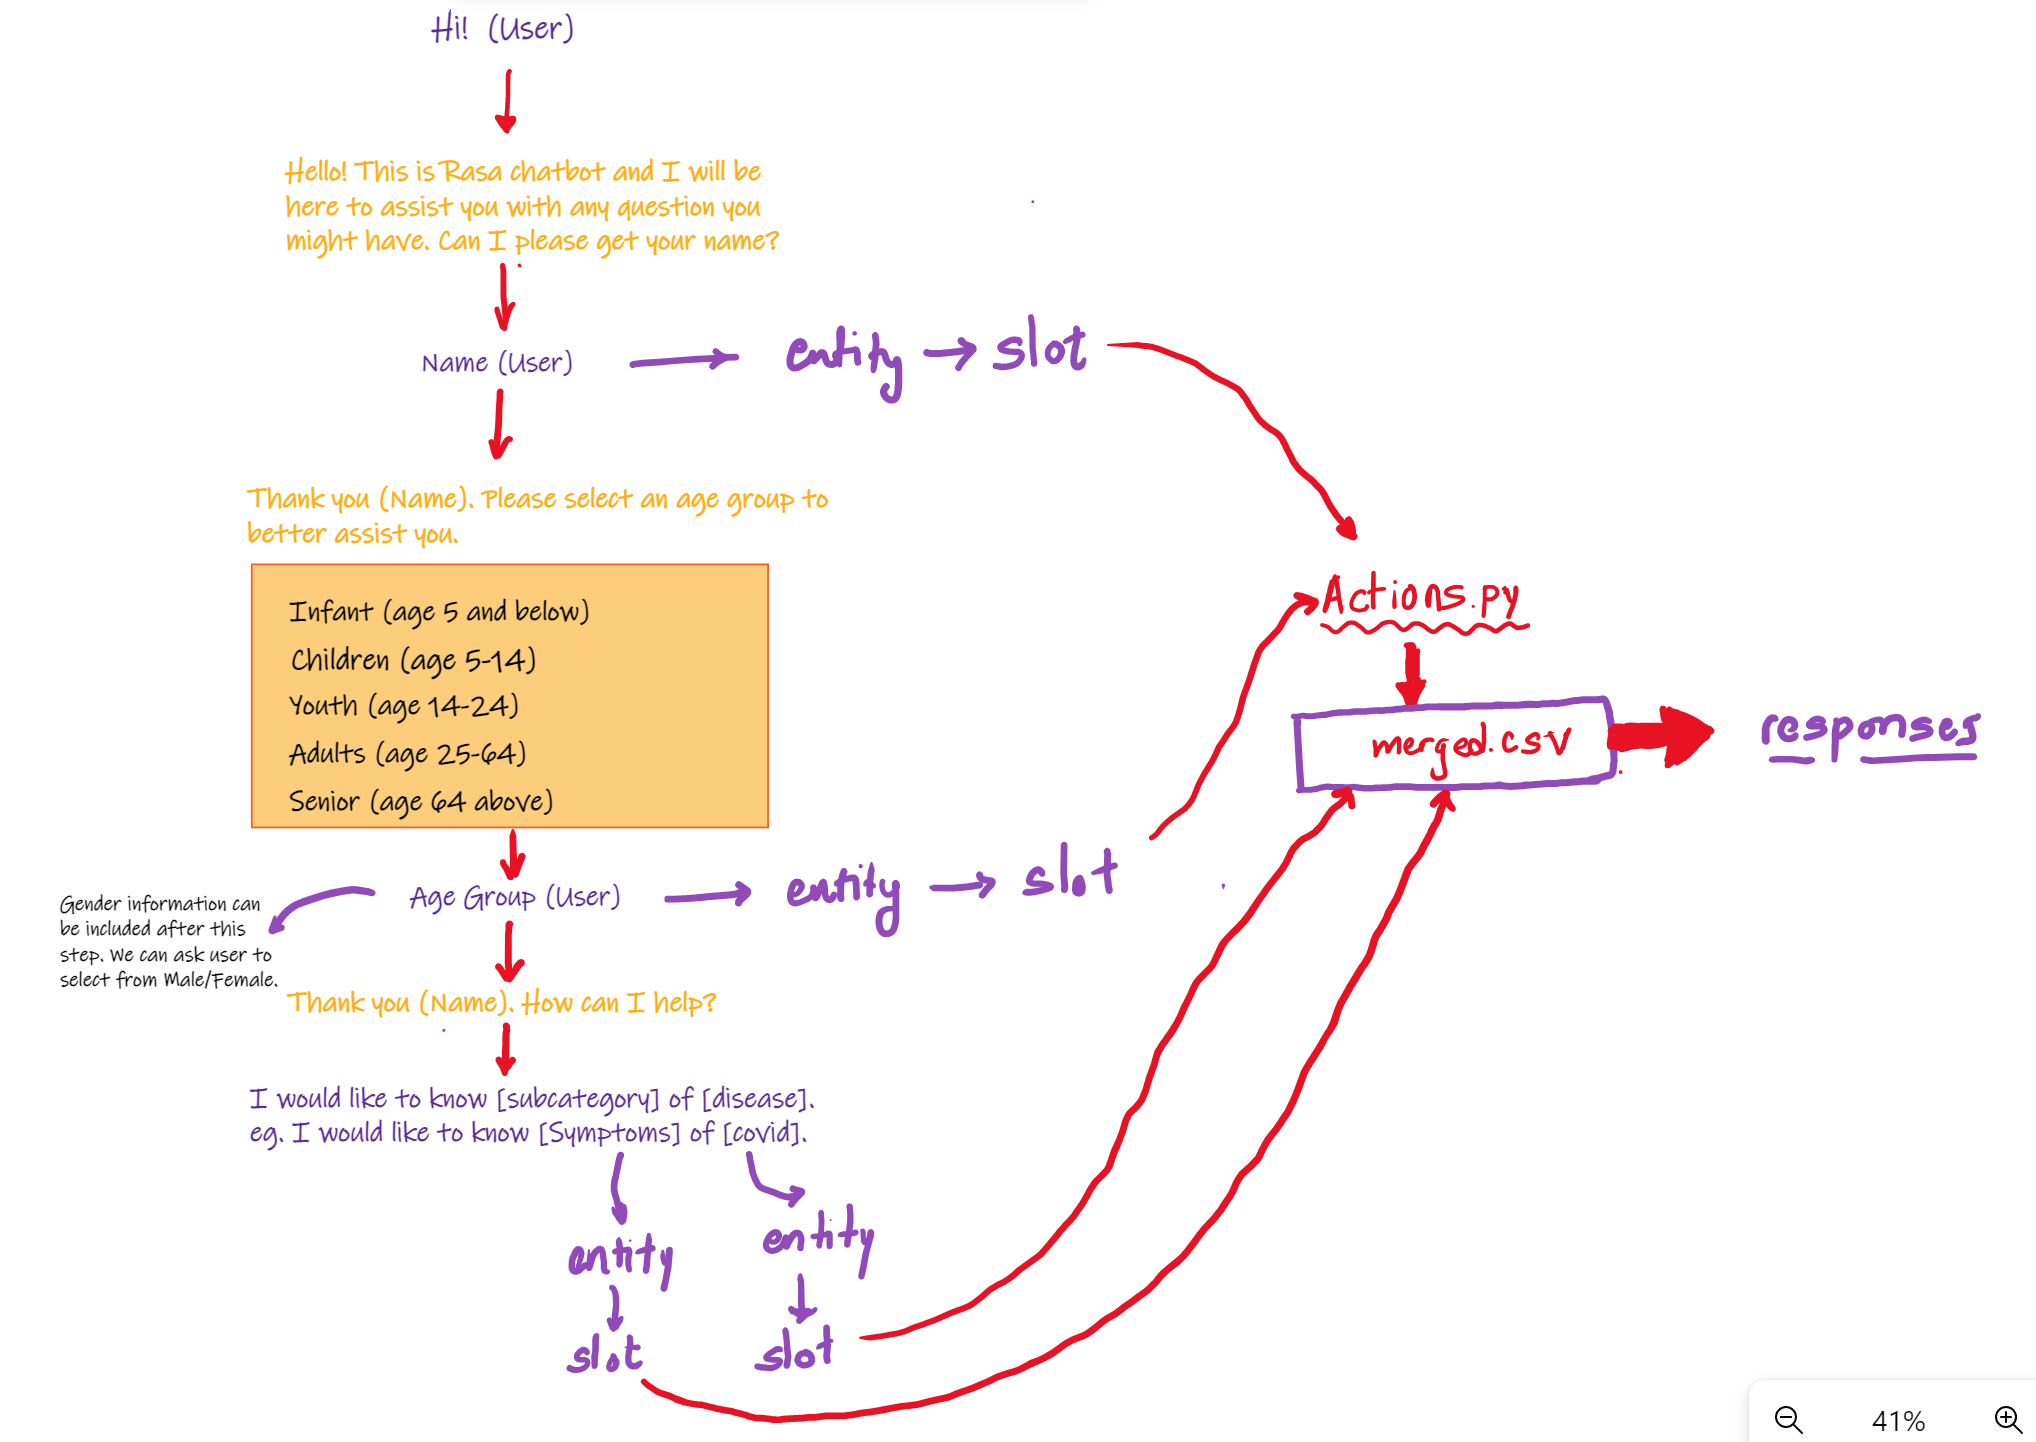 Hi! (User)
Hello! This is Rasa chatbot and I will be
here to assist you with any question you
might have. Can I please get your name?
Name (User)
entity
slot
Thank you (Name). Please select an age group to
better assist you.
Infant (age 5 and below)
Children (age 5-14)
Youth (age 14-24)
Adults (age 25-64)
Senior (age 64 above)
Actions.py
merged.csv
responses
Age Group (User)
entity
slot
Gender information can
be included after this
step. We can ask user to
select from Male/Female.
Thank you (Name). How can I help?
I would like to know [subcategory] of [disease].
eg. I would like to know [Symptoms] of [covid].
entity
slot
entity
slot
41%